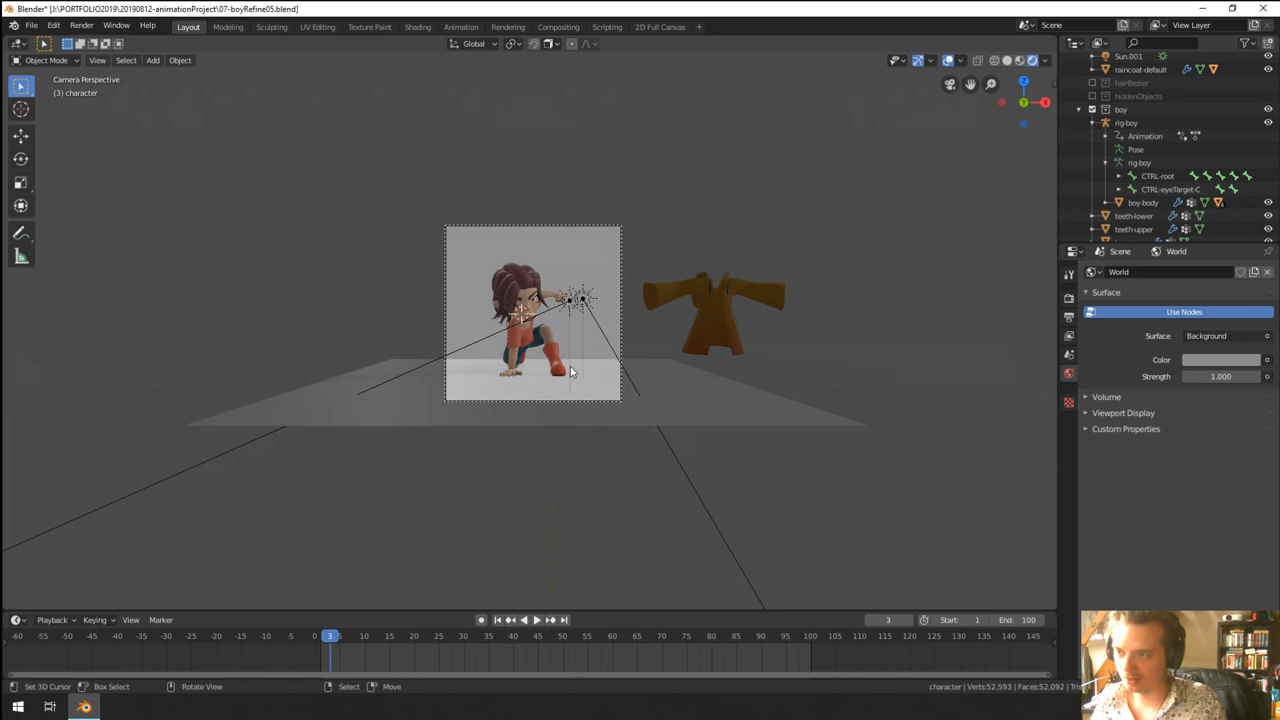 Blender* [J:\PORTFOLIO2019\20190812-animationProject\07-boyRefine05.blend]
File Edit Render Window Help Layout Modeling Sculpting UV Editing Texture Paint Shading Animation Rendering Compositing Scripting 2D Full Canvas + Scene View Layer
Global
Object Mode View Select Add Object
Camera Perspective
(3) character
Z
Y
X
Sun.001
raincoat-default
hairBezier
hiddenObjects
boy
rig-boy
Animation
Pose
rig-boy
CTRL-root
CTRL-eyeTarget-C
boy-body
teeth-lower
teeth-upper
Scene World
World
Surface
Use Nodes
Surface Background
Color
Strength 1.000
Volume
Viewport Display
Custom Properties
Playback Keying View Marker 3 Start: 1 End: 100
-60 -55 -50 -45 -40 -35 -30 -25 -20 -15 -10 -5 0 3 5 10 15 20 25 30 35 40 45 50 55 60 65 70 75 80 85 90 95 100 105 110 115 120 125 130 135 140 145
Set 3D Cursor Box Select Rotate View Select Move character | Verts:52,593 | Faces:52,092 | Tris